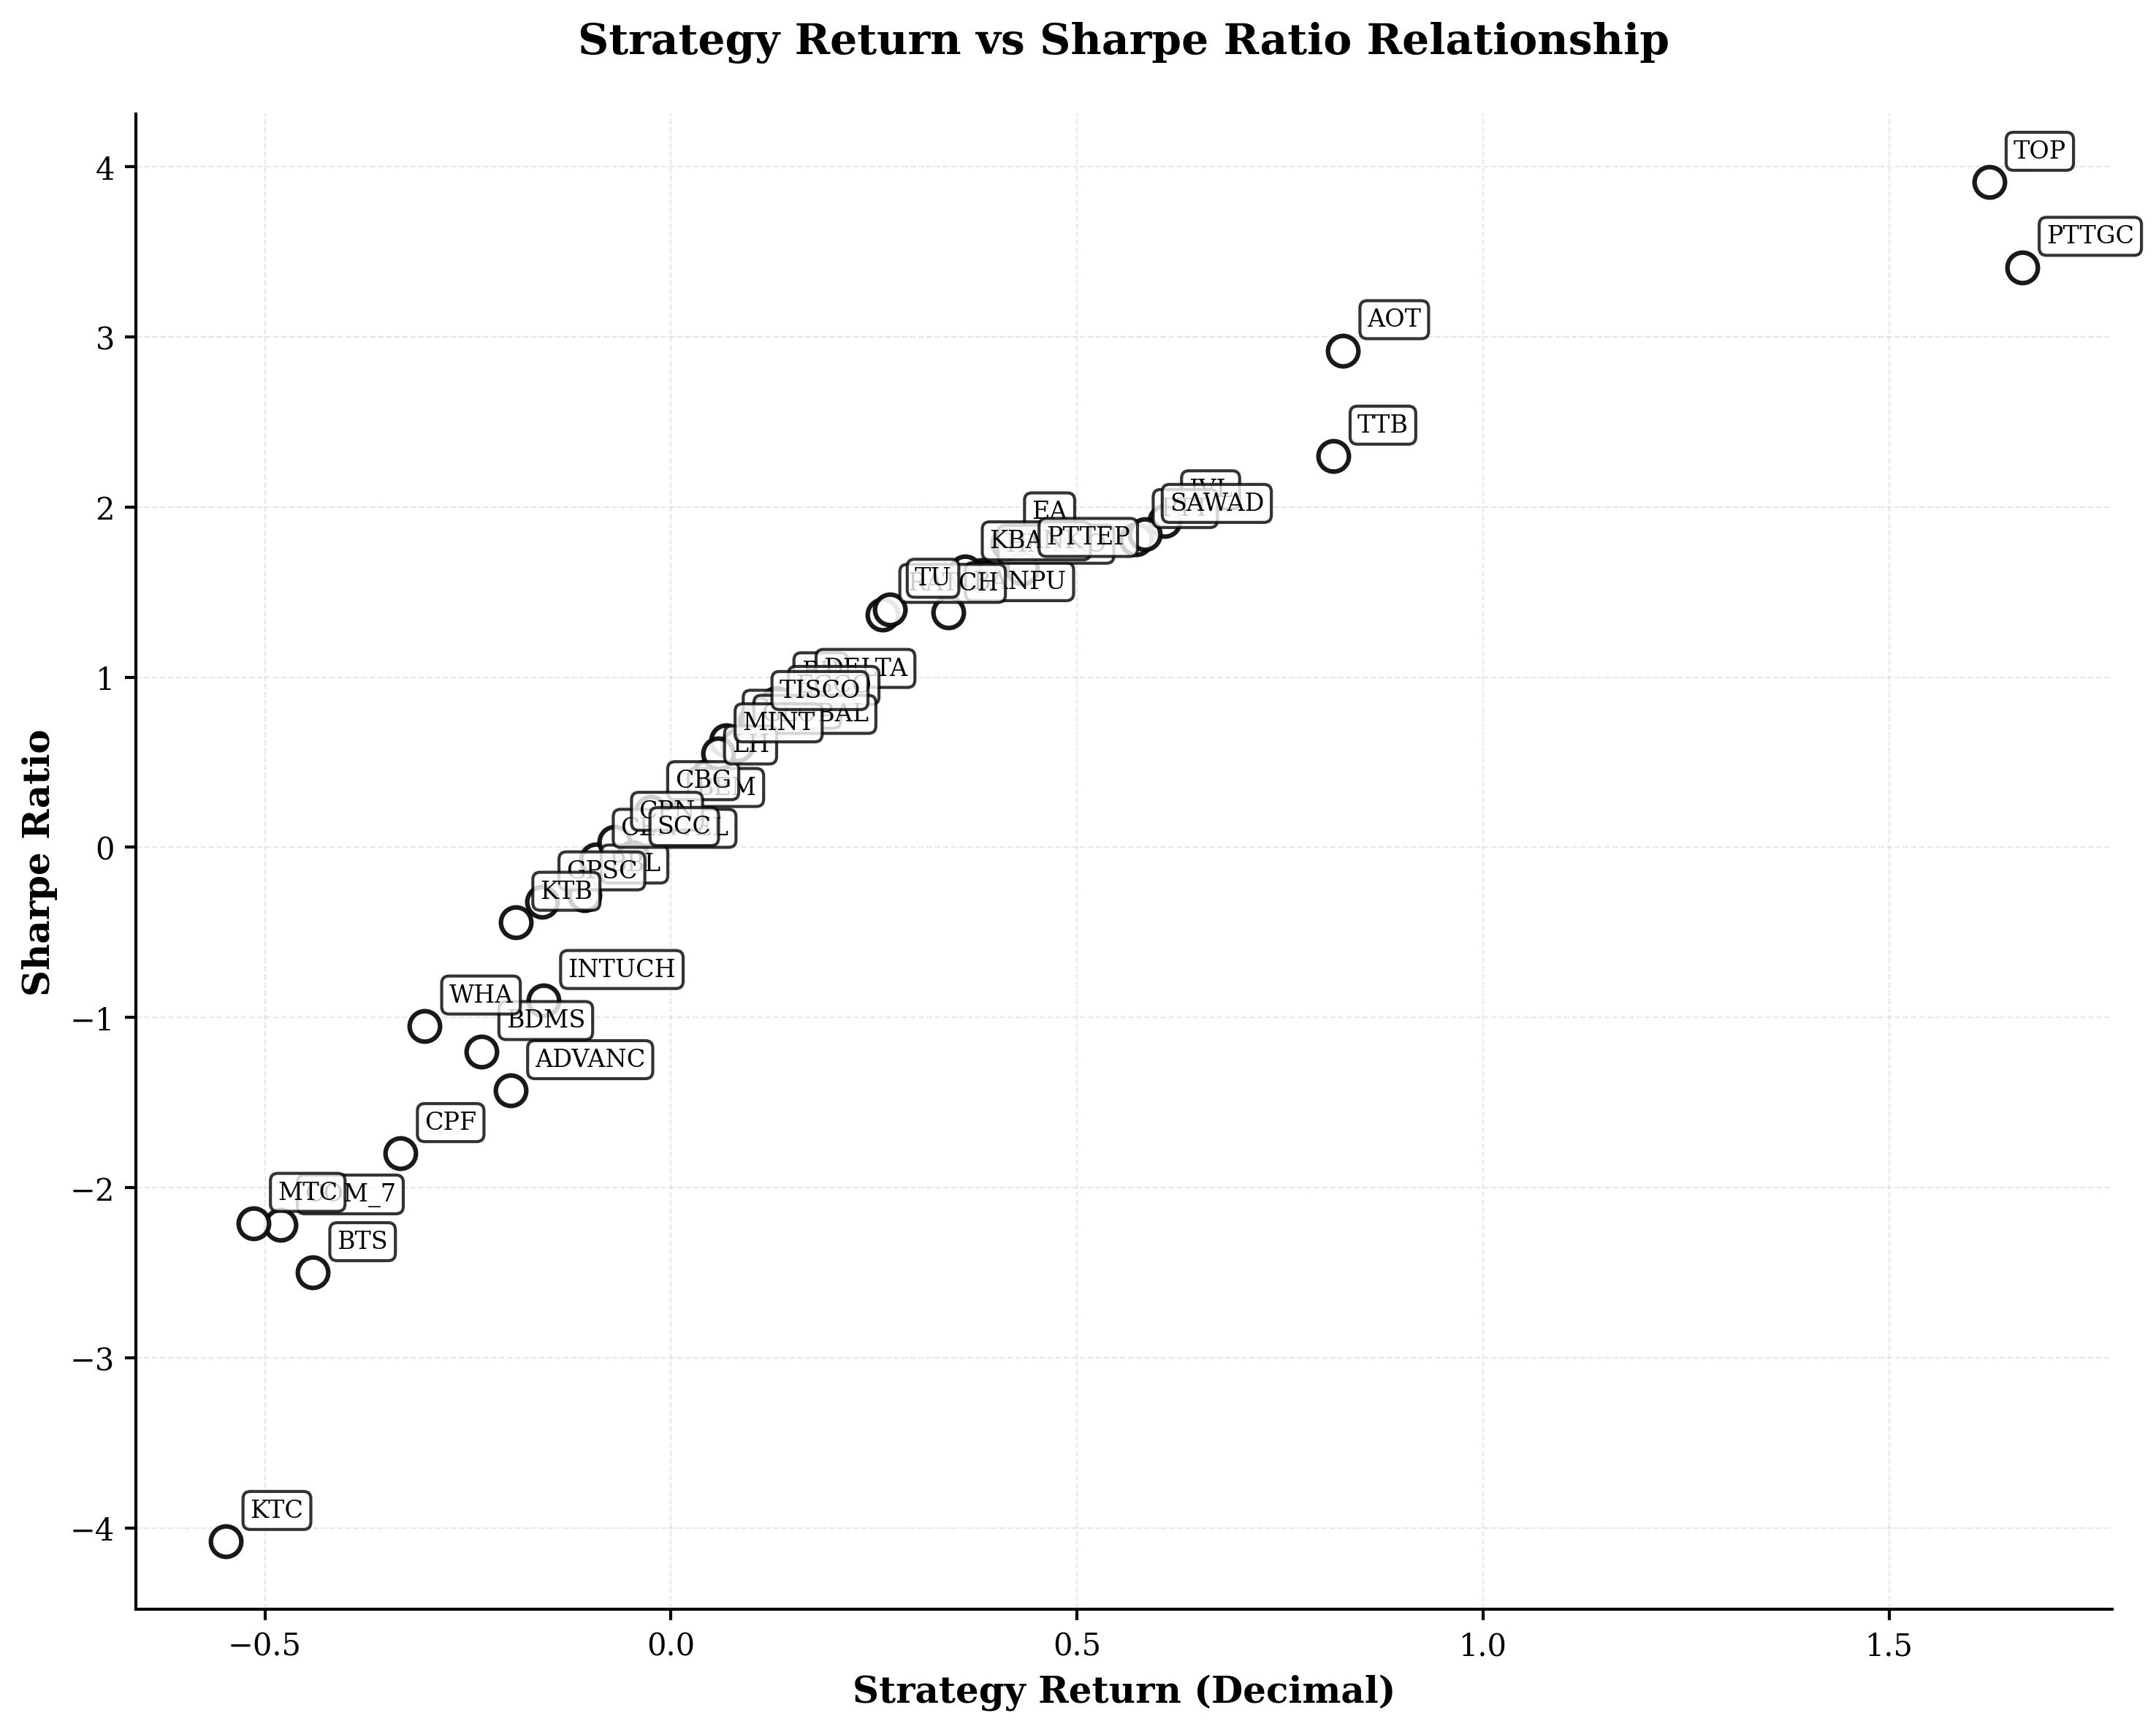 Strategy Return vs Sharpe Ratio Relationship
4
3
2
1
0
−1
−2
−3
−4
Sharpe Ratio
TOP
PTTGC
AOT
TTB
SAWAD
EA
PTTEP
TU
DELTA
TISCO
MINT
LH
CBG
CPN
SCC
GPSC
KTB
INTUCH
WHA
BDMS
ADVANC
CPF
MTC
BTS
KTC
−0.5
0.0
0.5
1.0
1.5
Strategy Return (Decimal)